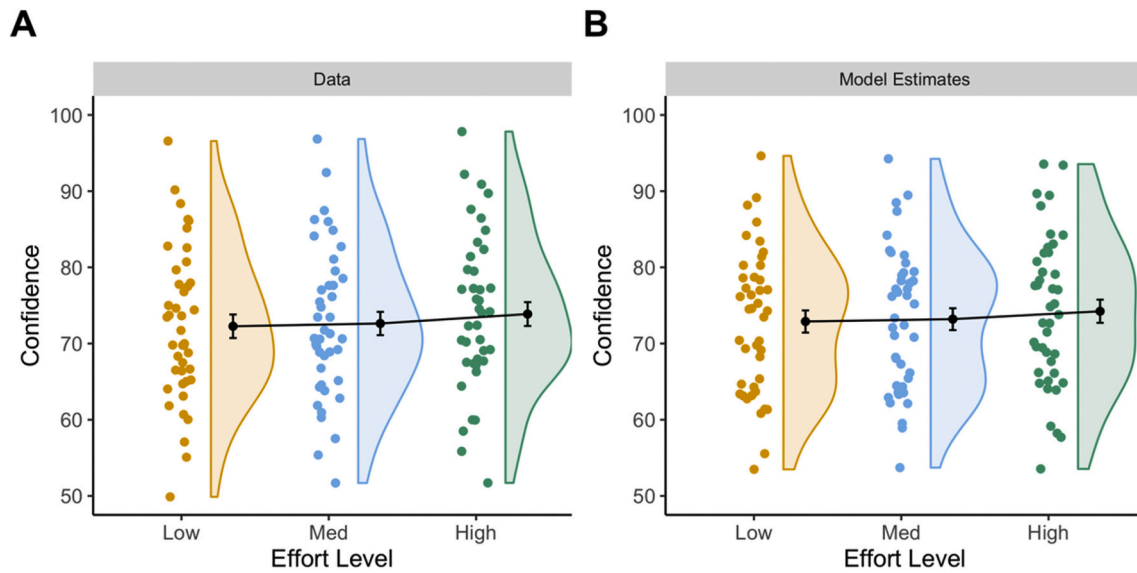 A
B
Data
Model Estimates
100
90
80
70
60
50
Confidence
Low
Med
High
Effort Level
100
90
80
70
60
50
Confidence
Low
Med
High
Effort Level